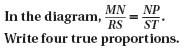 In the diagram, MN/RS = NP/ST.
Write four true proportions.